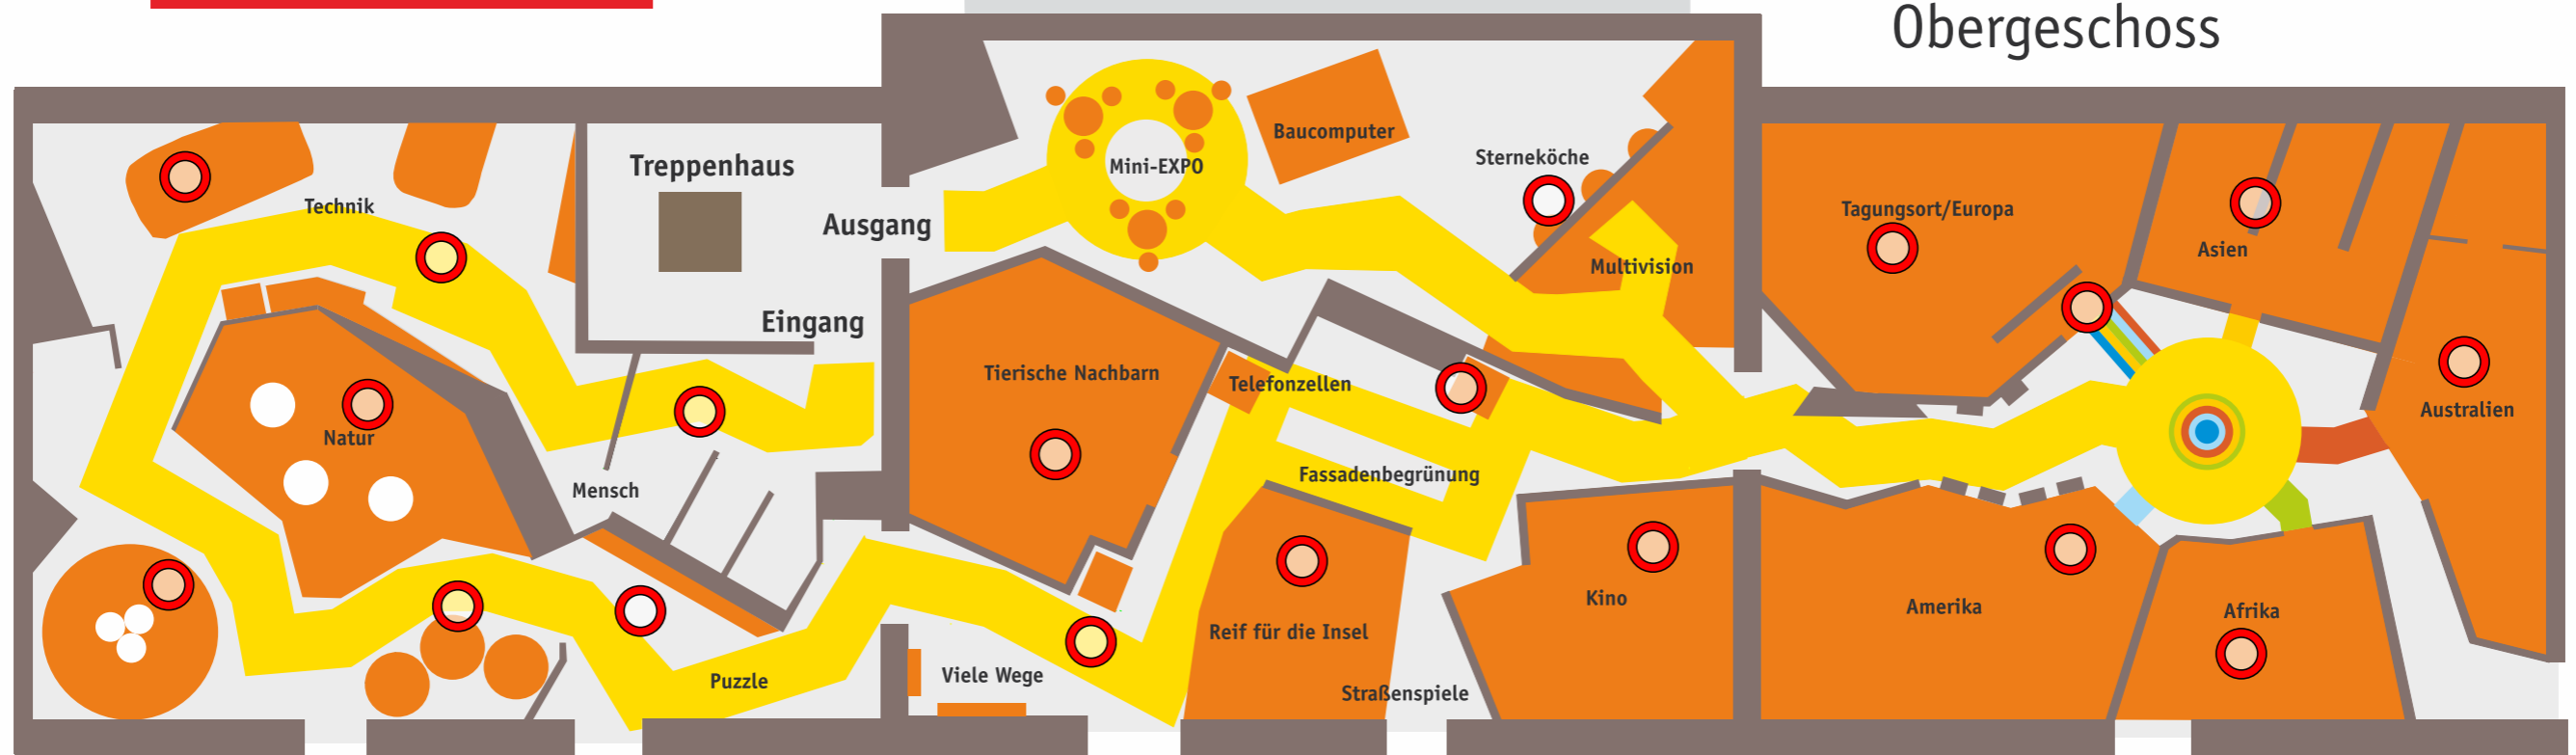 Obergeschoss
Technik
Treppenhaus
Ausgang
Eingang
Mini-EXPO
Baucomputer
Sterneköche
Multivision
Tagungsort/Europa
Asien
Australien
Tierische Nachbarn
Telefonzellen
Fassadenbegrünung
Natur
Mensch
Puzzle
Viele Wege
Reif für die Insel
Straßenspiele
Kino
Amerika
Afrika